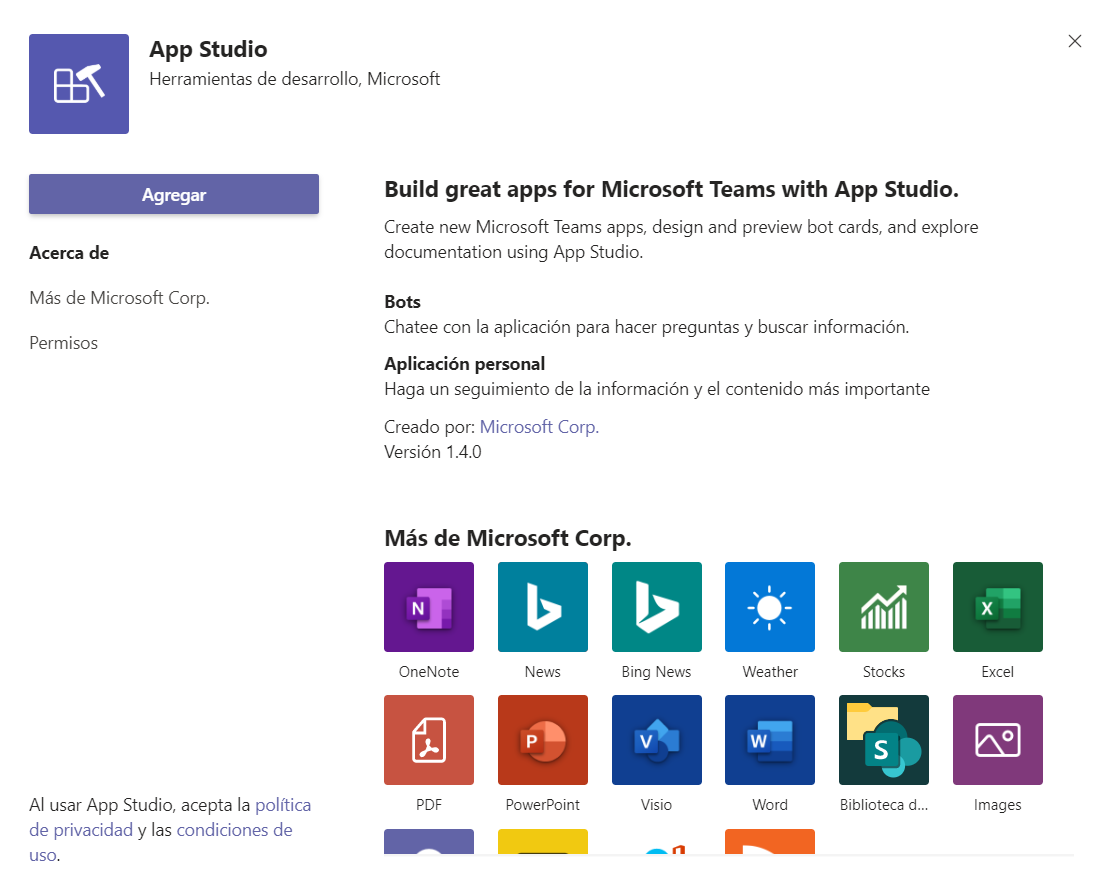 App Studio
Herramientas de desarrollo, Microsoft
Agregar
Acerca de
Más de Microsoft Corp.
Permisos
Al usar App Studio, acepta la política
de privacidad y las condiciones de
uso.
Build great apps for Microsoft Teams with App Studio.
Create new Microsoft Teams apps, design and preview bot cards, and explore
documentation using App Studio.
Bots
Chatee con la aplicación para hacer preguntas y buscar información.
Aplicación personal
Haga un seguimiento de la información y el contenido más importante
Creado por: Microsoft Corp.
Versión 1.4.0
Más de Microsoft Corp.
N
X
OneNote
News
Bing News
Weather
Stocks
Excel
P
V
W
S
PDF
PowerPoint
Visio
Word
Biblioteca d...
Images